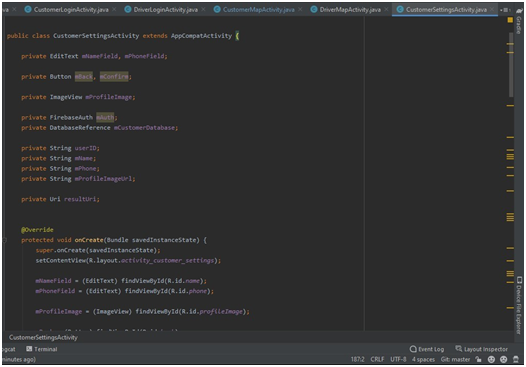 CustomerLoginActivity.java
DriverLoginActivity.java
CustomerMapActivity.java
DriverMapActivity.java
CustomerSettingsActivity.java
Gradle
public class CustomerSettingsActivity extends AppCompatActivity {
private EditText mNameField, mPhoneField;
private Button mBack, mConfirm;
private ImageView mProfileImage;
private FirebaseAuth mAuth;
private DatabaseReference mCustomerDatabase;
private String userID;
private String mName;
private String mPhone;
private String mProfileImageUrl;
private Uri resultUri;
@Override
protected void onCreate(Bundle savedInstanceState) {
super.onCreate(savedInstanceState);
setContentView(R.layout.activity_customer_settings);
mNameField = (EditText) findViewById(R.id.name);
mPhoneField = (EditText) findViewById(R.id.phone);
mProfileImage = (ImageView) findViewById(R.id.profileImage);
Device File Explorer
CustomerSettingsActivity
ogcat
Terminal
Event Log
Layout Inspector
minutes ago)
187:2 CRLF UTF-8 4 spaces Git: master